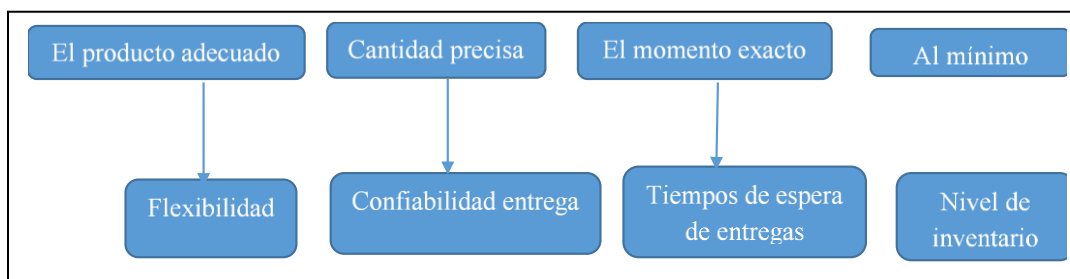 El producto adecuado
Cantidad precisa
El momento exacto
Al mínimo
Flexibilidad
Confiabilidad entrega
Tiempos de espera
de entregas
Nivel de
inventario